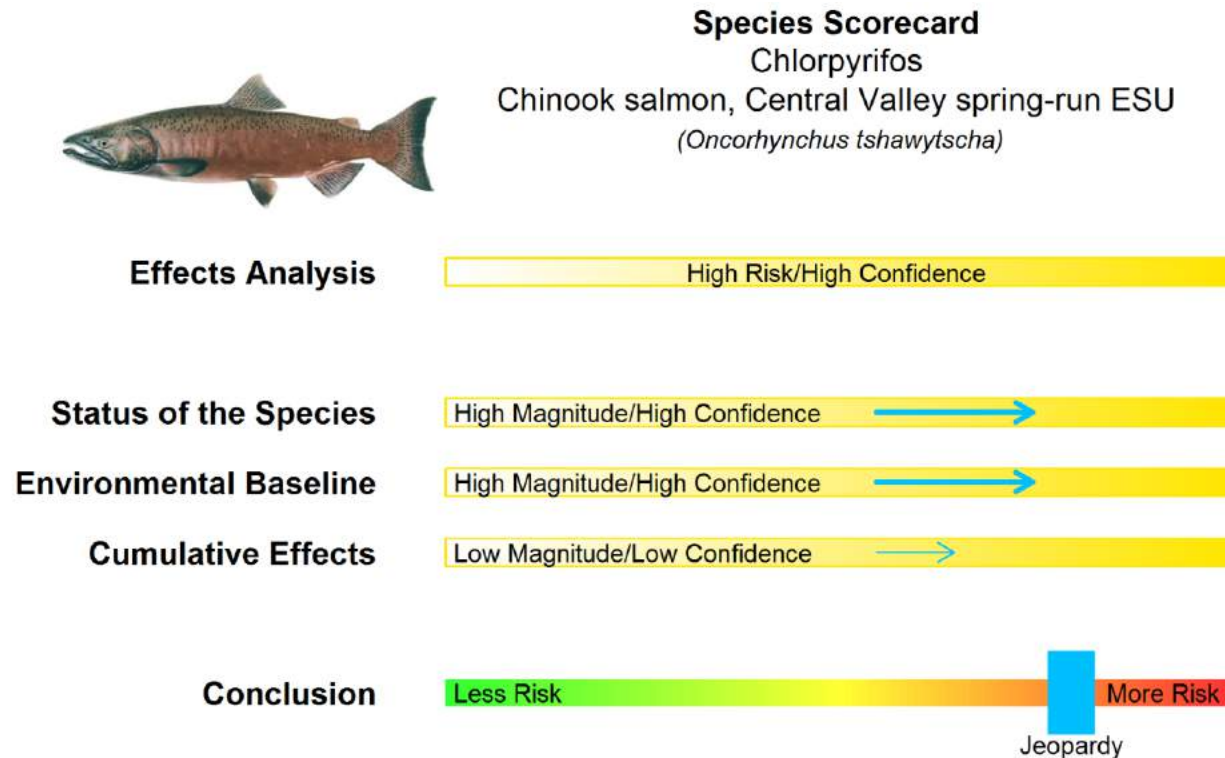 Species Scorecard
Chlorpyrifos
Chinook salmon, Central Valley spring-run ESU
(Oncorhynchus tshawytscha)
Effects Analysis
High Risk/High Confidence
Status of the Species
High Magnitude/High Confidence
Environmental Baseline
High Magnitude/High Confidence
Cumulative Effects
Low Magnitude/Low Confidence
Conclusion
Less Risk
More Risk
Jeopardy